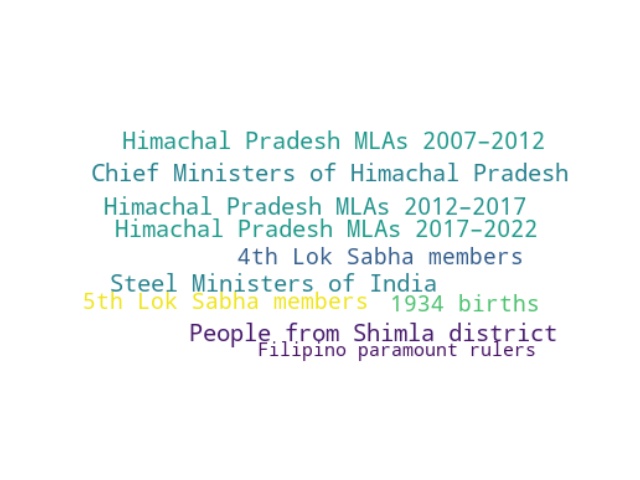 Himachal Pradesh MLAs 2007–2012
Chief Ministers of Himachal Pradesh
Himachal Pradesh MLAs 2012–2017
Himachal Pradesh MLAs 2017–2022
4th Lok Sabha members
Steel Ministers of India
5th Lok Sabha members
1934 births
People from Shimla district
Filipino paramount rulers